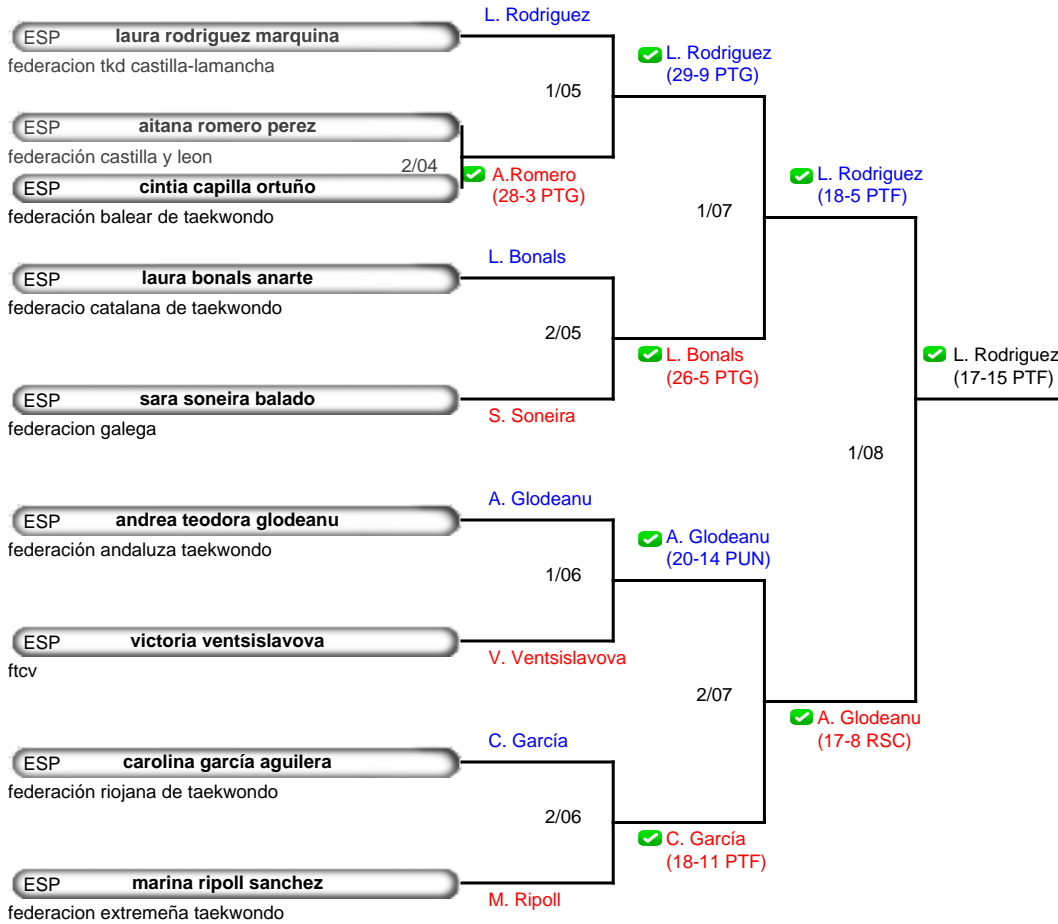 L. Rodriguez
ESP laura rodriguez marquina
federacion tkd castilla-lamancha
L. Rodriguez
(29-9 PTG)
1/05
ESP aitana romero perez
federación castilla y leon
2/04
A.Romero
(28-3 PTG)
ESP cintia capilla ortuño
federación balear de taekwondo
L. Rodriguez
(18-5 PTF)
1/07
L. Bonals
ESP laura bonals anarte
federacio catalana de taekwondo
2/05
L. Bonals
(26-5 PTG)
L. Rodriguez
(17-15 PTF)
ESP sara soneira balado
S. Soneira
federacion galega
1/08
A. Glodeanu
ESP andrea teodora glodeanu
federación andaluza taekwondo
A. Glodeanu
(20-14 PUN)
1/06
ESP victoria ventsislavova
V. Ventsislavova
ftcv
2/07
A. Glodeanu
(17-8 RSC)
C. García
ESP carolina garcía aguilera
federación riojana de taekwondo
2/06
C. García
(18-11 PTF)
ESP marina ripoll sanchez
M. Ripoll
federacion extremeña taekwondo